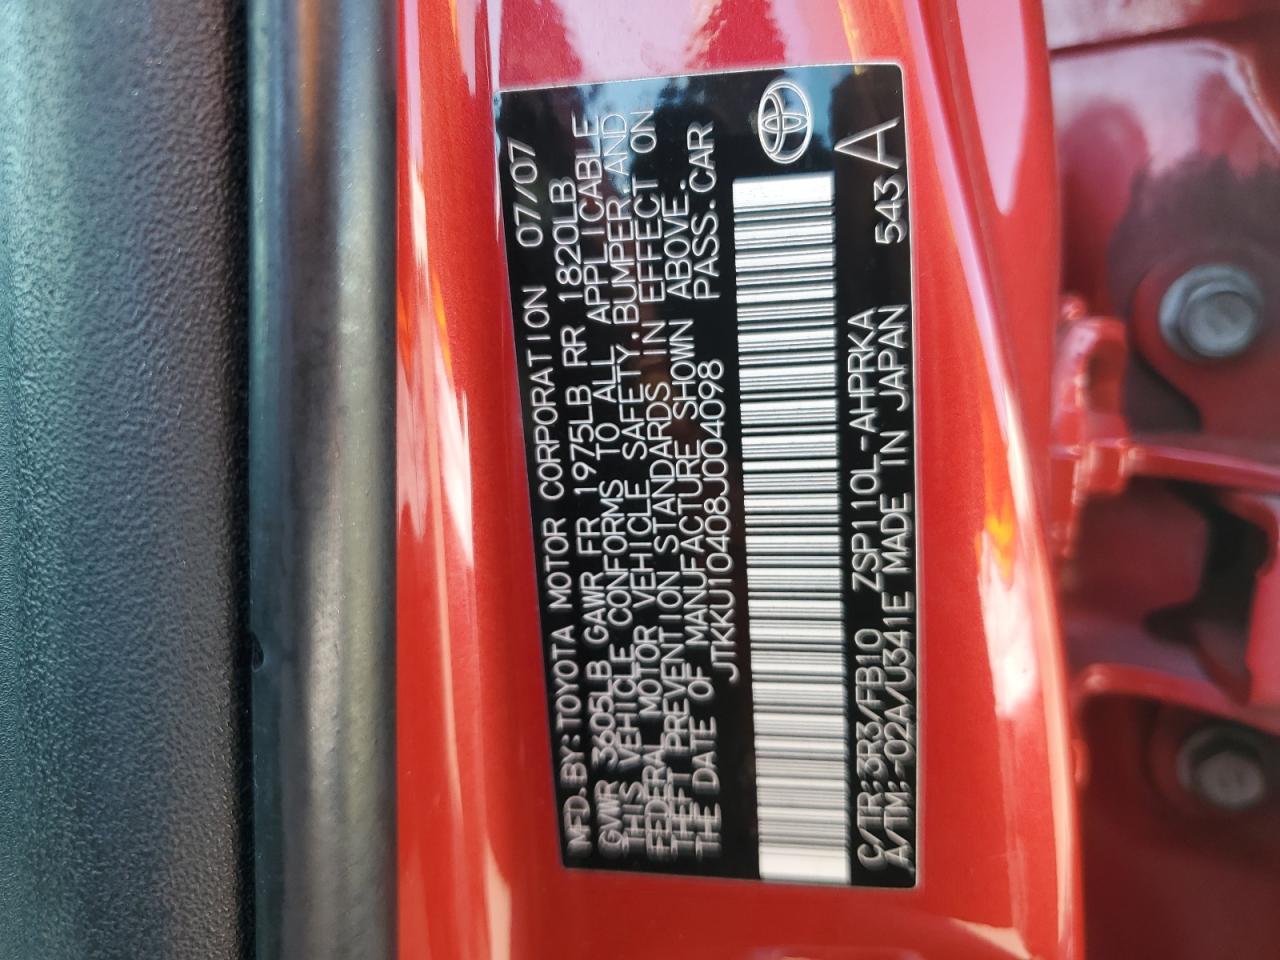 MFD.BY:TOYOTA MOTOR CORPORATION 07/07
GVWR 3605LB GAWR FR 1975LB RR 1820LB
THIS VEHICLE CONFORMS TO ALL APPLICABLE
FEDERAL MOTOR VEHICLE SAFETY.BUMPER.AND
THEFT PREVENTION STANDARDS IN EFFECT ON
THE DATE OF MANUFACTURE SHOWN ABOVE.
JTKKU10408J004098 PASS.CAR
C/TR:3R3/FB10 ZSP110L-AHPRKA 543 A
A/TM:-02A/U341E MADE IN JAPAN